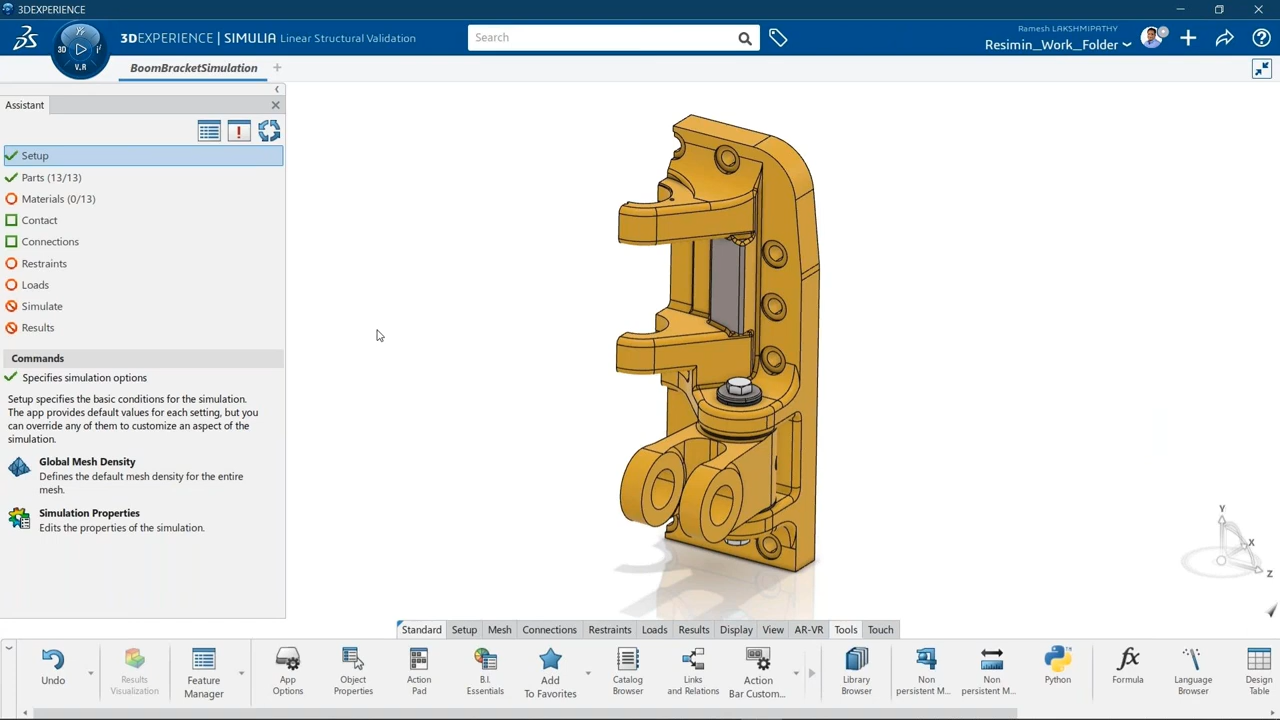 3DEXPERIENCE
3DEXPERIENCE | SIMULIA Linear Structural Validation
Search
Ramesh LAKSHMIPATHY
Resimin_Work_Folder
3D
V.R
BoomBracketSimulation
Assistant
Setup
Parts (13/13)
Materials (0/13)
Contact
Connections
Restraints
Loads
Simulate
Results
Commands
Specifies simulation options
Setup specifies the basic conditions for the simulation.
The app provides default values for each setting, but you
can override any of them to customize an aspect of the
simulation.
Global Mesh Density
Defines the default mesh density for the entire
mesh.
Simulation Properties
Edits the properties of the simulation.
Y
X
Z
Standard Setup Mesh Connections Restraints Loads Results Display View AR-VR Tools Touch
Undo
Results
Visualization
Feature
Manager
App
Options
Object
Properties
Action
Pad
B.I.
Essentials
Add
To Favorites
Catalog
Browser
Links
and Relations
Action
Bar Custom...
Library
Browser
Non
persistent M...
Non
persistent M...
Python
Formula
Language
Browser
Design
Table